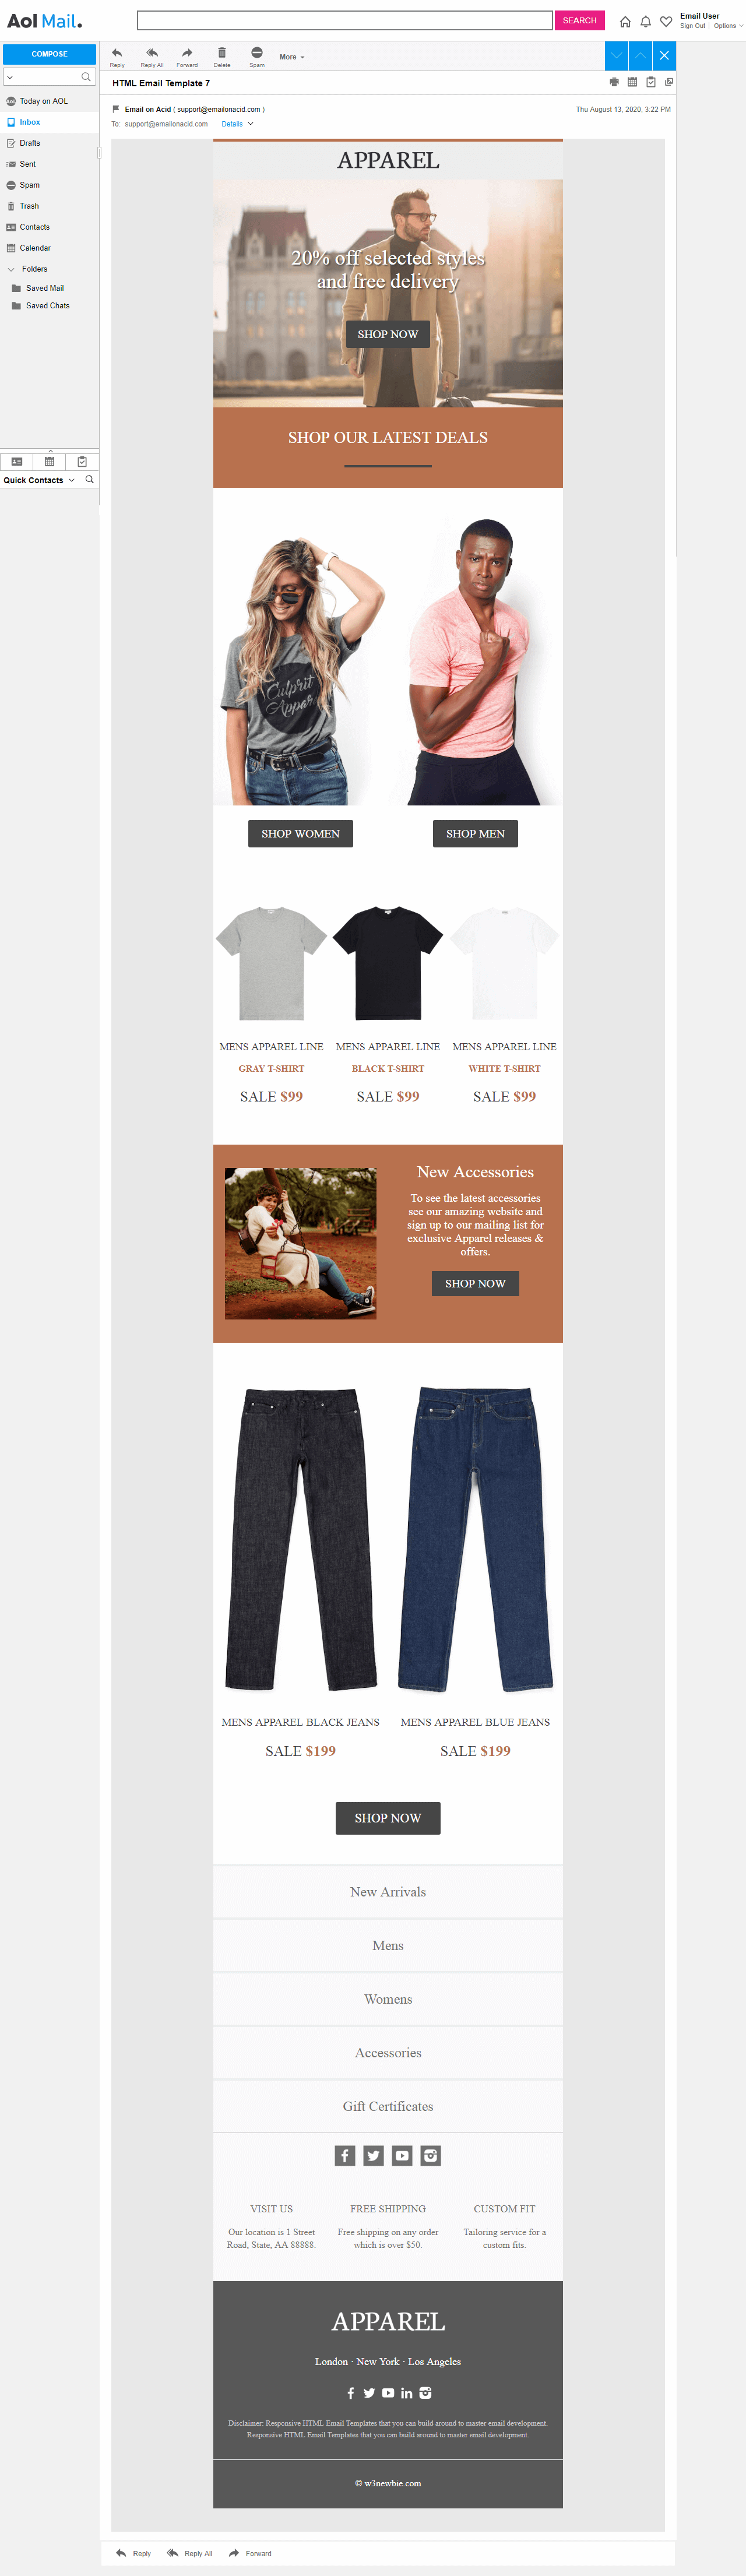 Aol Mail.
SEARCH
Email User
Sign Out | Options
COMPOSE
Reply
Reply All
Forward
Delete
Spam
More
HTML Email Template 7
Today on AOL
Inbox
Drafts
Sent
Spam
Trash
Contacts
Calendar
Folders
Saved Mail
Saved Chats
Quick Contacts
Email on Acid ( support@emailonacid.com )
Thu August 13, 2020, 3:22 PM
To: support@emailonacid.com Details
APPAREL
20% off selected styles
and free delivery
SHOP NOW
SHOP OUR LATEST DEALS
Culprit
Appar
SHOP WOMEN
SHOP MEN
MENS APPAREL LINE
GRAY T-SHIRT
SALE $99
MENS APPAREL LINE
BLACK T-SHIRT
SALE $99
MENS APPAREL LINE
WHITE T-SHIRT
SALE $99
New Accessories
To see the latest accessories
see our amazing website and
sign up to our mailing list for
exclusive Apparel releases &
offers.
SHOP NOW
MENS APPAREL BLACK JEANS
SALE $199
MENS APPAREL BLUE JEANS
SALE $199
SHOP NOW
New Arrivals
Mens
Womens
Accessories
Gift Certificates
VISIT US
Our location is 1 Street
Road, State, AA 88888.
FREE SHIPPING
Free shipping on any order
which is over $50.
CUSTOM FIT
Tailoring service for a
custom fits.
APPAREL
London · New York · Los Angeles
Disclaimer: Responsive HTML Email Templates that you can build around to master email development.
Responsive HTML Email Templates that you can build around to master email development.
© w3newbie.com
Reply
Reply All
Forward